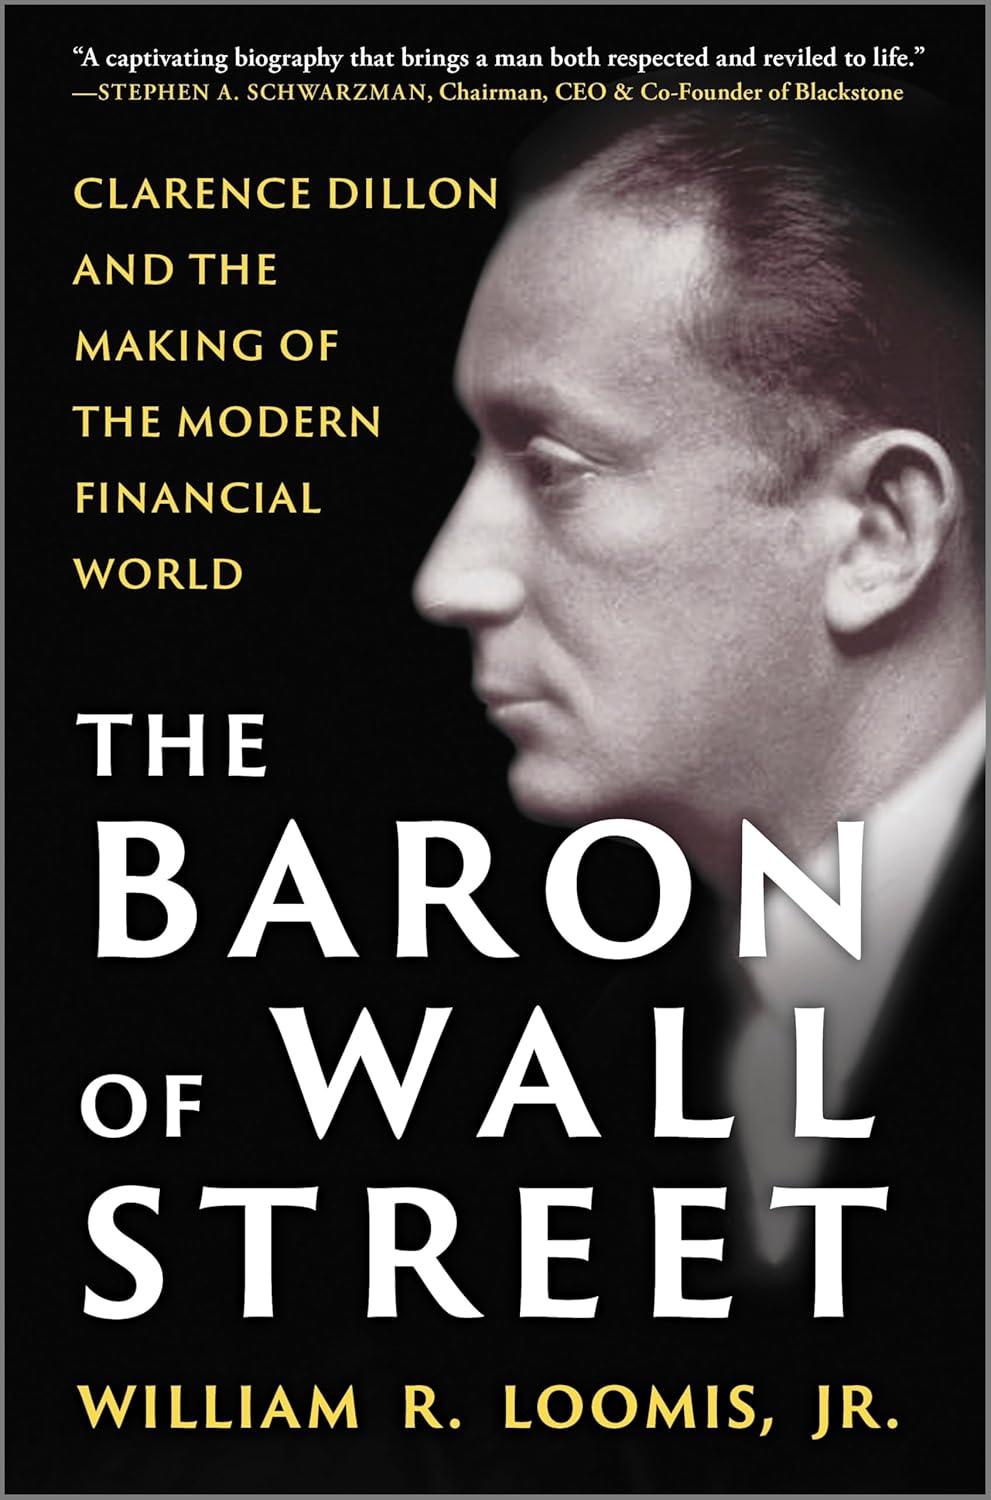 “A captivating biography that brings a man both respected and reviled to life.”
—STEPHEN A. SCHWARZMAN, Chairman, CEO & Co-Founder of Blackstone
CLARENCE DILLON
AND THE
MAKING OF
THE MODERN
FINANCIAL
WORLD
THE
BARON
OF WALL
STREET
WILLIAM R. LOOMIS, JR.